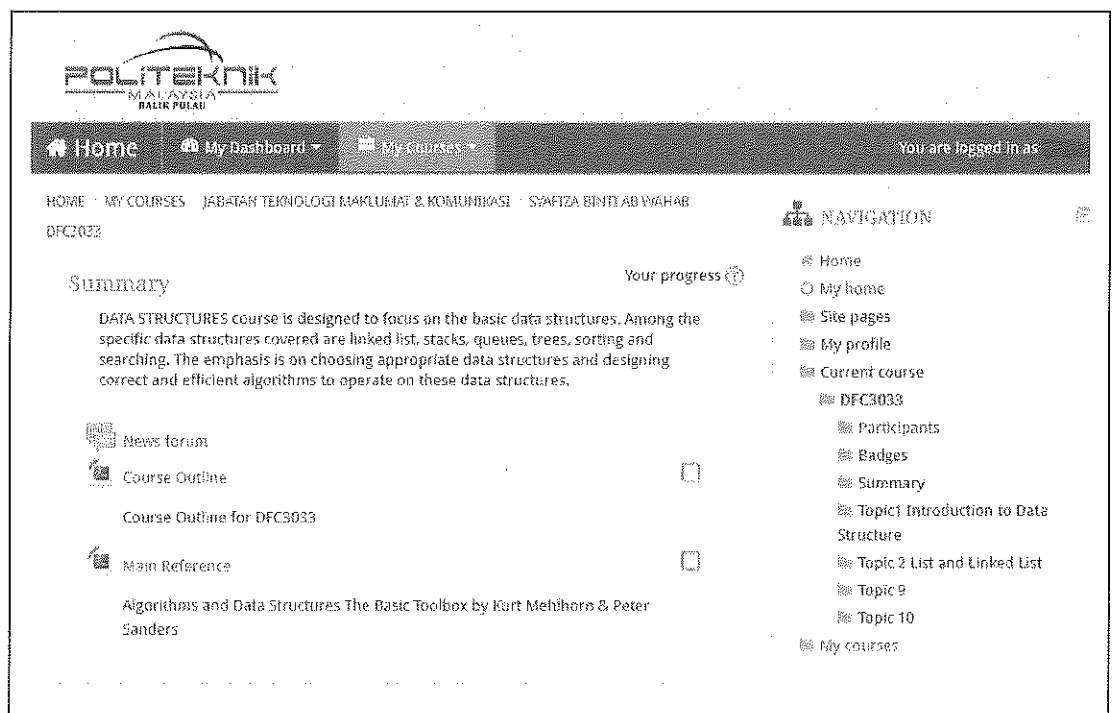 POLITEKNIK
MALAYSIA
BALIK PULAU
Home My Dashboard My Courses You are logged in as
HOME MY COURSES JABATAN TEKNOLOGI MAKLUMAT & KOMUNIKASI SYAFIZA BINTI AB WAHAB
DFC3033
Summary
Your progress
DATA STRUCTURES course is designed to focus on the basic data structures. Among the
specific data structures covered are linked list, stacks, queues, trees, sorting and
searching. The emphasis is on choosing appropriate data structures and designing
correct and efficient algorithms to operate on these data structures.
News forum
Course Outline
Course Outline for DFC3033
Main Reference
Algorithms and Data Structures The Basic Toolbox by Kurt Mehlhorn & Peter
Sanders
NAVIGATION
Home
My home
Site pages
My profile
Current course
DFC3033
Participants
Badges
Summary
Topic1 Introduction to Data
Structure
Topic 2 List and Linked List
Topic 9
Topic 10
My courses